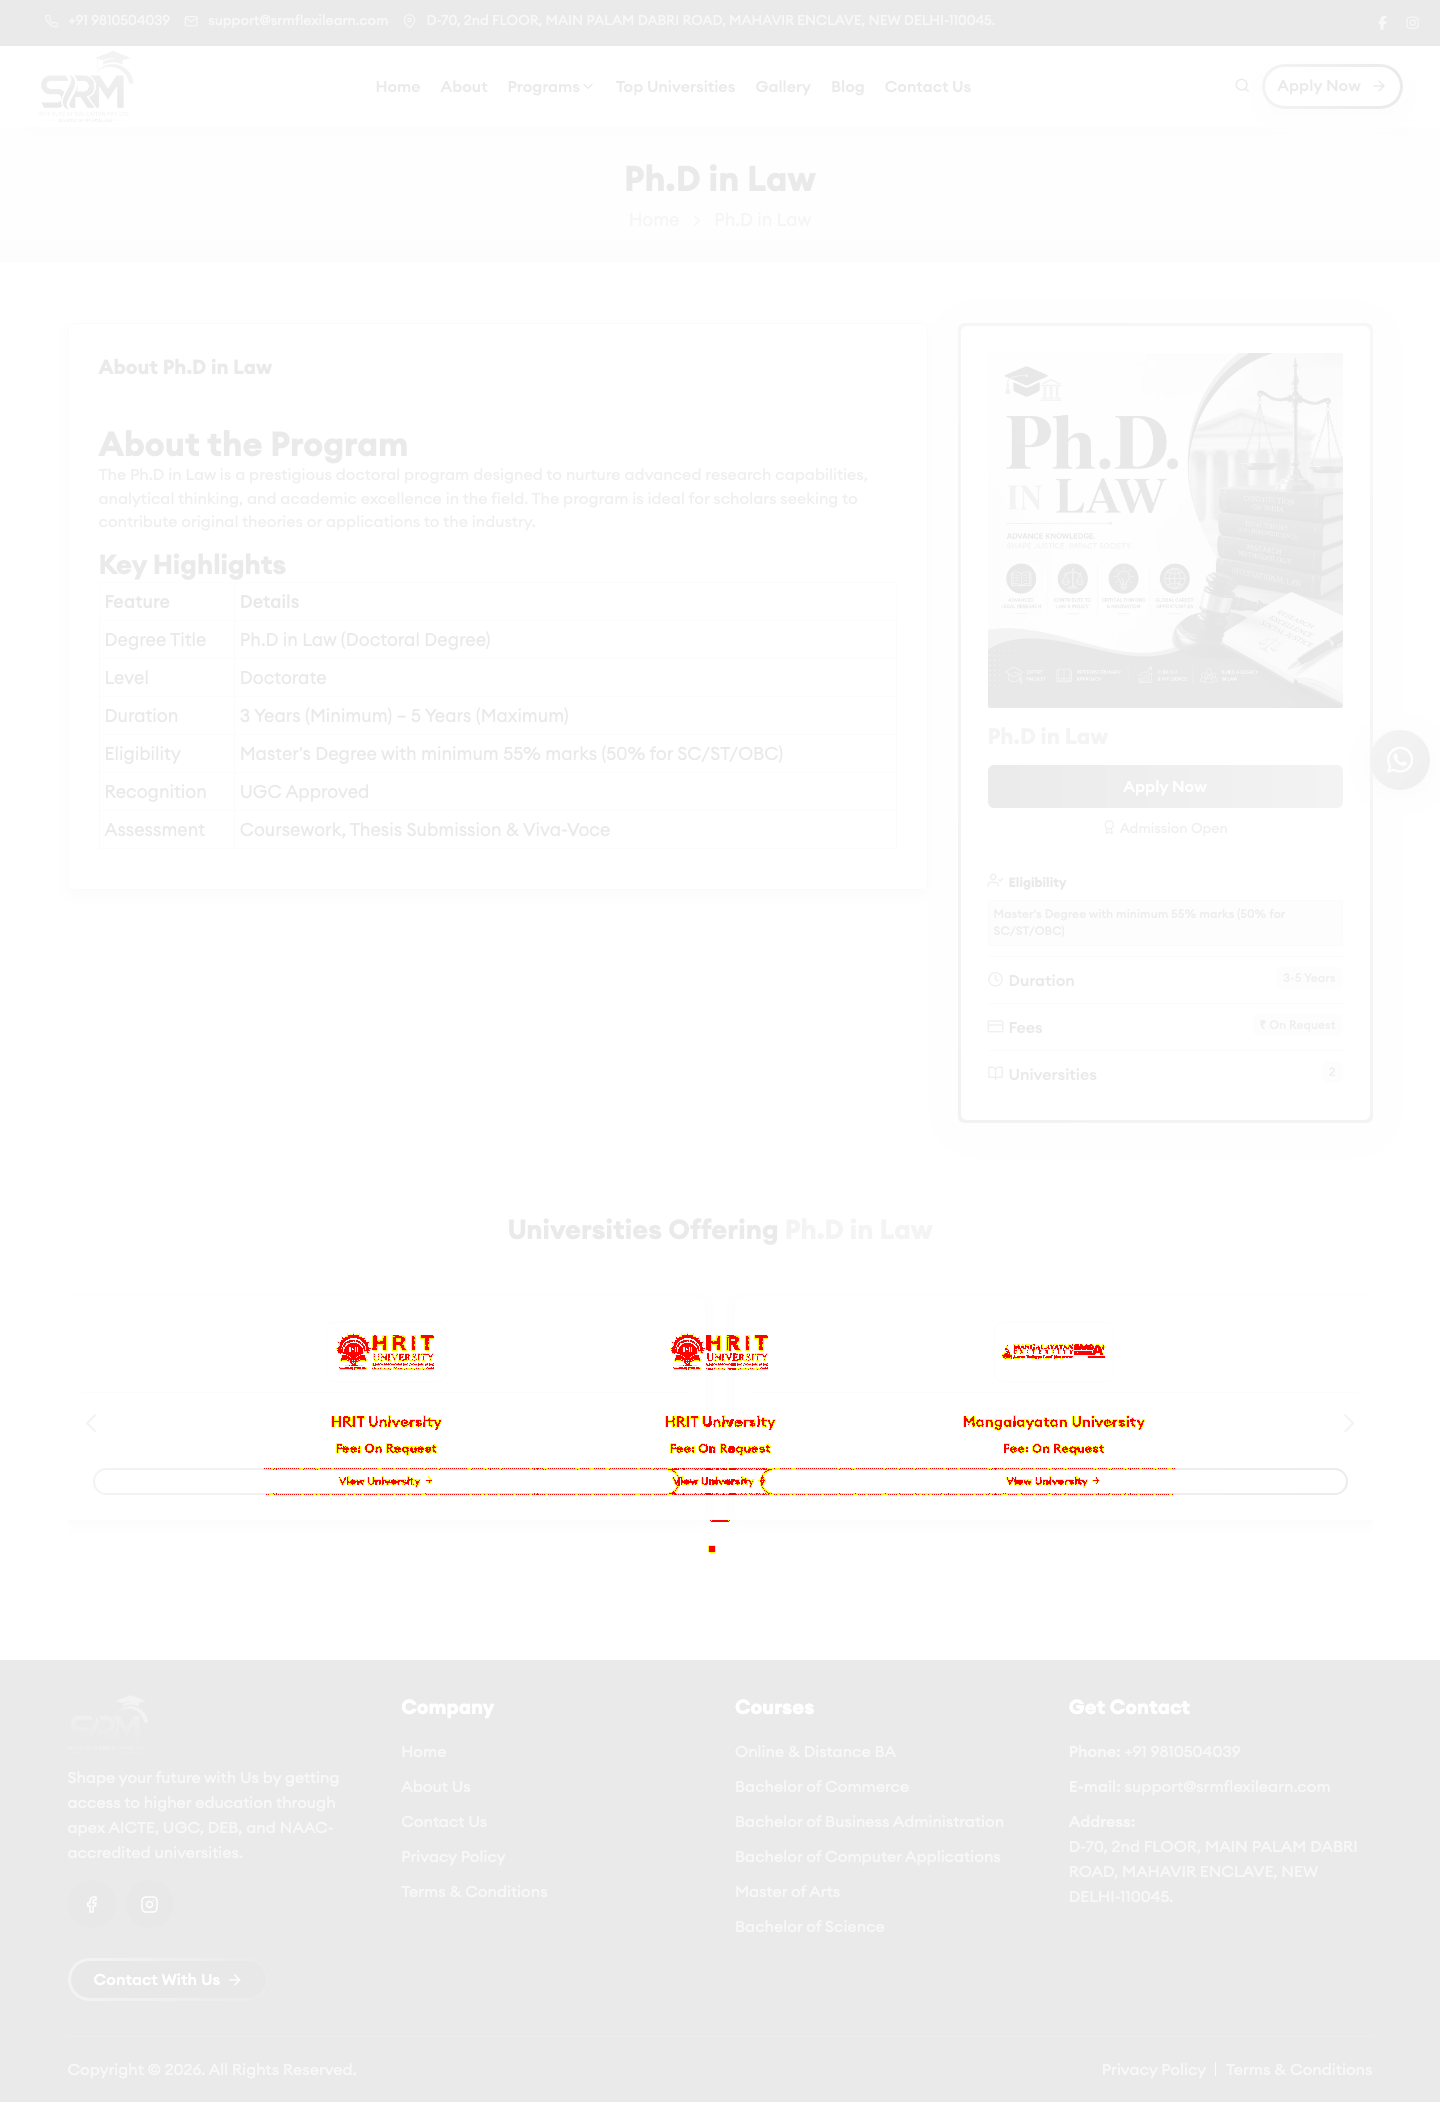 +91 9810504039 support@srmflexilearn.com D-70, 2nd FLOOR, MAIN PALAM DABRI ROAD, MAHAVIR ENCLAVE, NEW DELHI-110045.
SRM
Home About Programs Top Universities Gallery Blog Contact Us
Apply Now
Ph.D in Law
Home Ph.D in Law
About Ph.D in Law
About the Program
The Ph.D in Law is a prestigious doctoral program designed to nurture advanced research capabilities,
analytical thinking, and academic excellence in the field. The program is ideal for scholars seeking to
contribute original theories or applications to the industry.
Key Highlights
Feature Details
Degree Title Ph.D in Law (Doctoral Degree)
Level Doctorate
Duration 3 Years (Minimum) – 5 Years (Maximum)
Eligibility Master's Degree with minimum 55% marks (50% for SC/ST/OBC)
Recognition UGC Approved
Assessment Coursework, Thesis Submission & Viva-Voce
Ph.D.
IN LAW
ADVANCE KNOWLEDGE.
Ph.D in Law
Apply Now
Admission Open
Eligibility
Master's Degree with minimum 55% marks (50% for
SC/ST/OBC)
Duration 3-5 Years
Fees ₹ On Request
Universities 2
Universities Offering Ph.D in Law
HRIT
UNIVERSITY
HRIT
UNIVERSITY
HRIT University HRIT University Mangalayatan University
Fee: On Request Fee: On Request Fee: On Request
View University View University View University
Shape your future with Us by getting
access to higher education through
apex AICTE, UGC, DEB, and NAAC-
accredited universities.
Contact With Us
Company
Home
About Us
Contact Us
Privacy Policy
Terms & Conditions
Courses
Online & Distance BA
Bachelor of Commerce
Bachelor of Business Administration
Bachelor of Computer Applications
Master of Arts
Bachelor of Science
Get Contact
Phone: +91 9810504039
E-mail: support@srmflexilearn.com
Address:
D-70, 2nd FLOOR, MAIN PALAM DABRI
ROAD, MAHAVIR ENCLAVE, NEW
DELHI-110045.
Copyright © 2026. All Rights Reserved.
Privacy Policy | Terms & Conditions